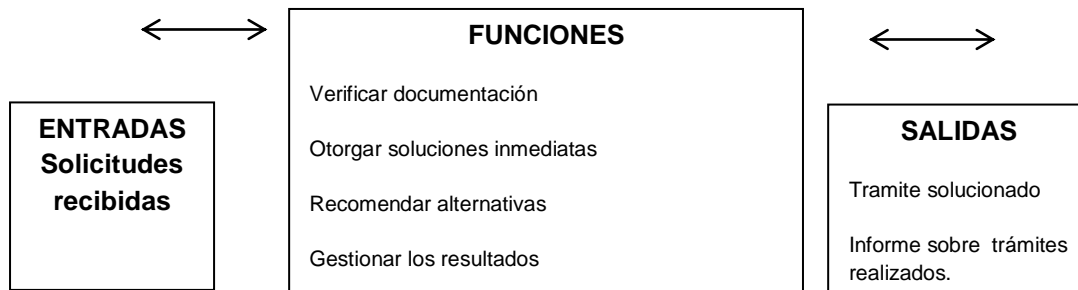 ENTRADAS
Solicitudes
recibidas
FUNCIONES
Verificar documentación
Otorgar soluciones inmediatas
Recomendar alternativas
Gestionar los resultados
SALIDAS
Tramite solucionado
Informe sobre trámites
realizados.